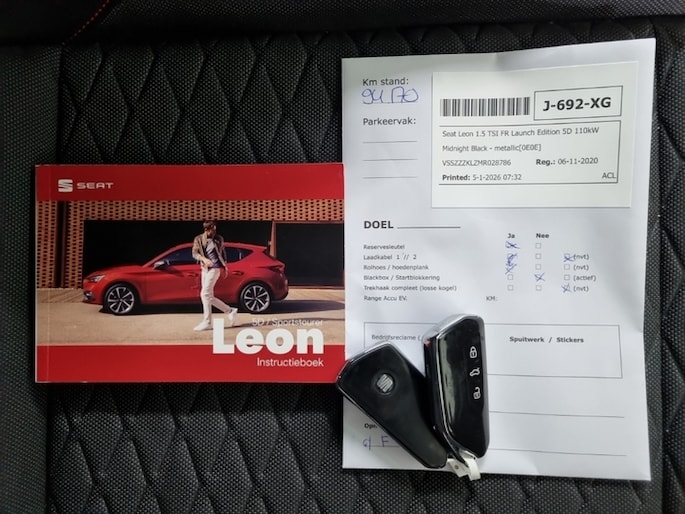 SEAT
5D / Sportstourer
Leon
Instructieboek
Km stand:
Parkeervak:
J-692-XG
Seat Leon 1.5 TSI FR Launch Edition 5D 110kW
Midnight Black - metallic[0E0E]
VSSZZZKLZMR028786 Reg.: 06-11-2020
Printed: 5-1-2026 07:32 ACL
DOEL
Ja Nee
Reservesleutel
Laadkabel 1 // 2 (nvt)
Rolhoes / hoedenplank
Blackbox / Startblokkering (actief)
Trekhaak compleet (losse kogel) (nvt)
Range Accu EV. KM:
Bedrijfsreclame / Spuitwerk / Stickers